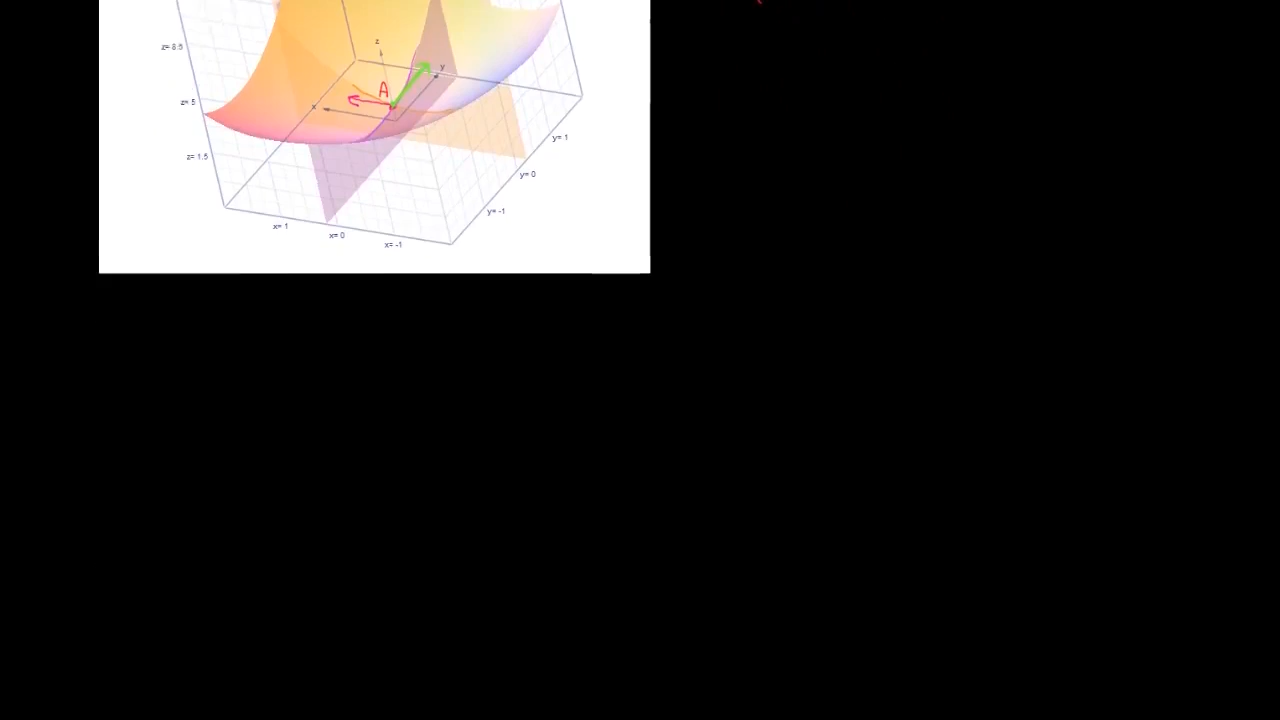 z= 8.5
z
y
A
z= 5
x
y= 1
z= 1.5
y= 0
y= -1
x= 1
x= 0
x= -1